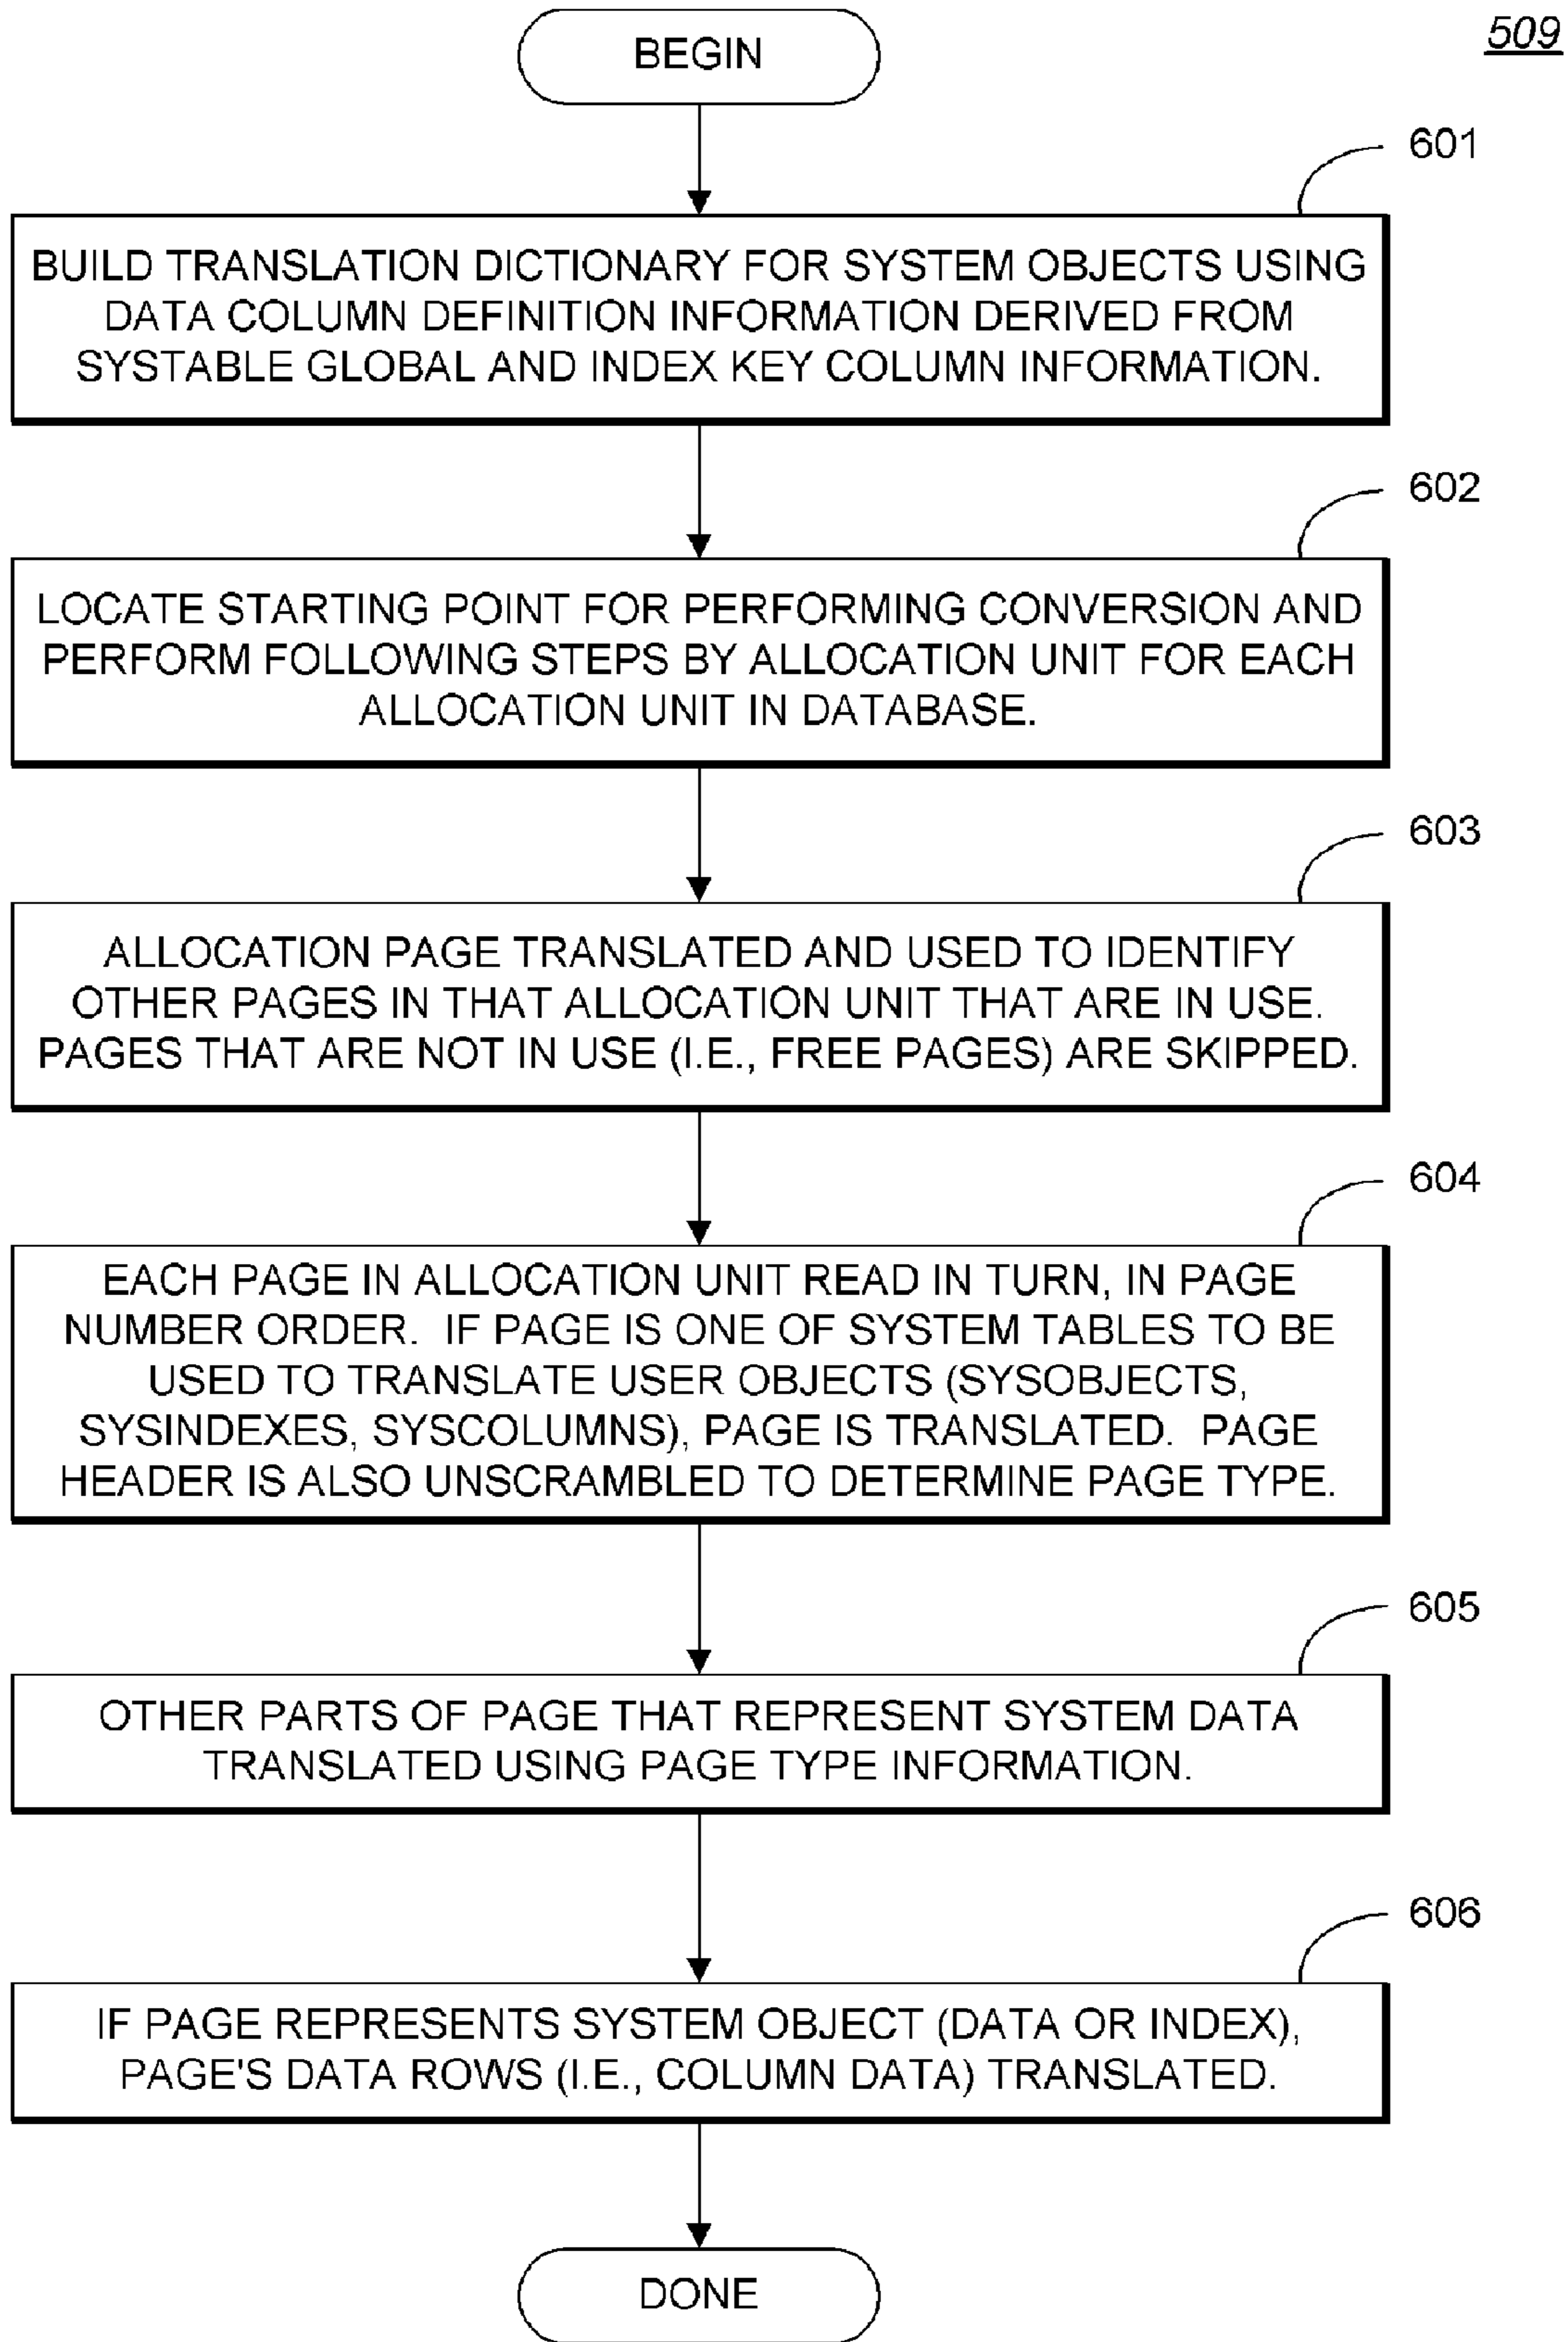 509
BEGIN
601
BUILD TRANSLATION DICTIONARY FOR SYSTEM OBJECTS USING
DATA COLUMN DEFINITION INFORMATION DERIVED FROM
SYSTABLE GLOBAL AND INDEX KEY COLUMN INFORMATION.
602
LOCATE STARTING POINT FOR PERFORMING CONVERSION AND
PERFORM FOLLOWING STEPS BY ALLOCATION UNIT FOR EACH
ALLOCATION UNIT IN DATABASE.
603
ALLOCATION PAGE TRANSLATED AND USED TO IDENTIFY
OTHER PAGES IN THAT ALLOCATION UNIT THAT ARE IN USE.
PAGES THAT ARE NOT IN USE (I.E., FREE PAGES) ARE SKIPPED.
604
EACH PAGE IN ALLOCATION UNIT READ IN TURN, IN PAGE
NUMBER ORDER. IF PAGE IS ONE OF SYSTEM TABLES TO BE
USED TO TRANSLATE USER OBJECTS (SYSOBJECTS,
SYSINDEXES, SYSCOLUMNS), PAGE IS TRANSLATED. PAGE
HEADER IS ALSO UNSCRAMBLED TO DETERMINE PAGE TYPE.
605
OTHER PARTS OF PAGE THAT REPRESENT SYSTEM DATA
TRANSLATED USING PAGE TYPE INFORMATION.
606
IF PAGE REPRESENTS SYSTEM OBJECT (DATA OR INDEX),
PAGE'S DATA ROWS (I.E., COLUMN DATA) TRANSLATED.
DONE